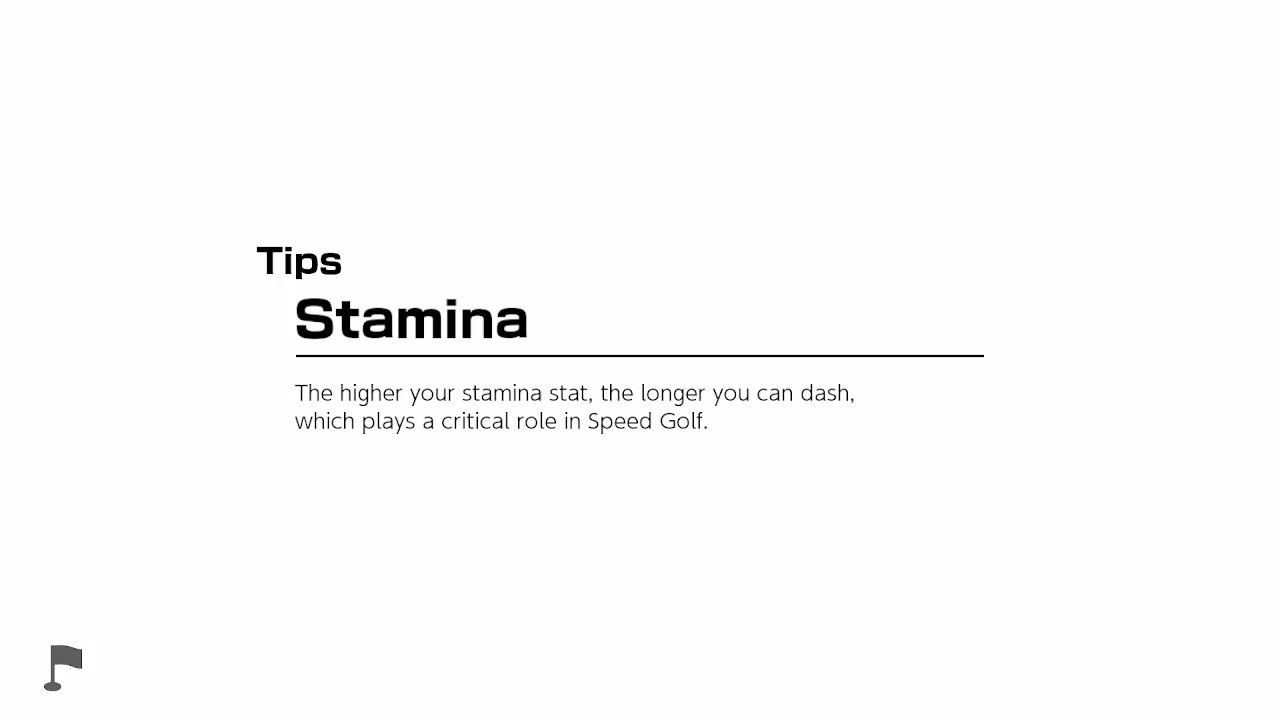 Tips
Stamina
The higher your stamina stat, the longer you can dash,
which plays a critical role in Speed Golf.